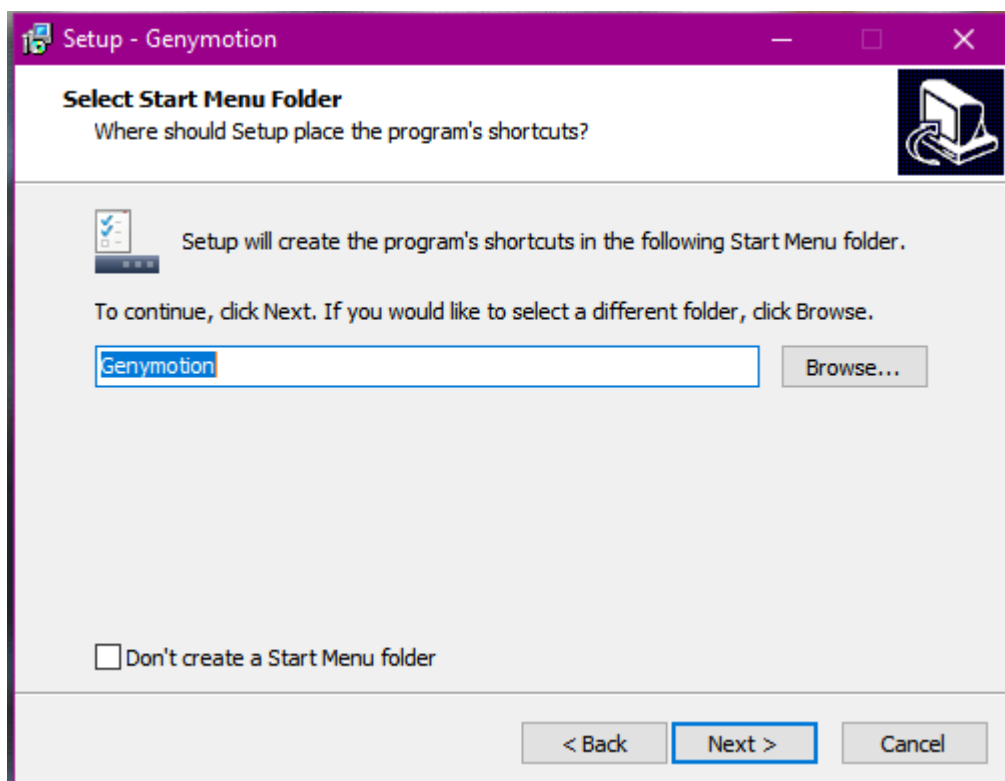 Setup - Genymotion
Select Start Menu Folder
Where should Setup place the program's shortcuts?
Setup will create the program's shortcuts in the following Start Menu folder.
To continue, click Next. If you would like to select a different folder, click Browse.
Genymotion
Browse...
Don't create a Start Menu folder
< Back
Next >
Cancel